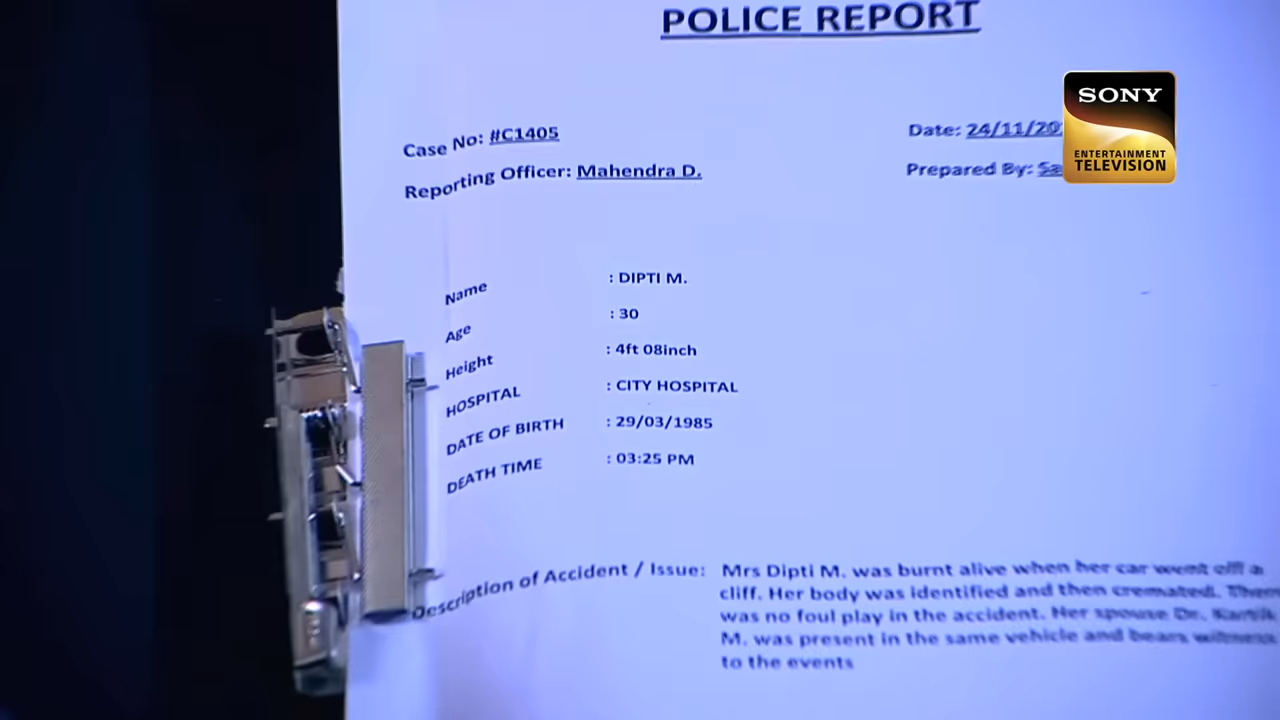 POLICE REPORT
SONY
ENTERTAINMENT
TELEVISION
Case No: #C1405
Date: 24/11/20
Reporting Officer: Mahendra D.
Prepared By: Sa
Name : DIPTI M.
Age : 30
Height : 4ft 08inch
HOSPITAL : CITY HOSPITAL
DATE OF BIRTH : 29/03/1985
DEATH TIME : 03:25 PM
Description of Accident / Issue: Mrs Dipti M. was burnt alive when her car went off a
cliff. Her body was identified and then cremated. There
was no foul play in the accident. Her spouse Dr. Kartik
M. was present in the same vehicle and bears witness
to the events